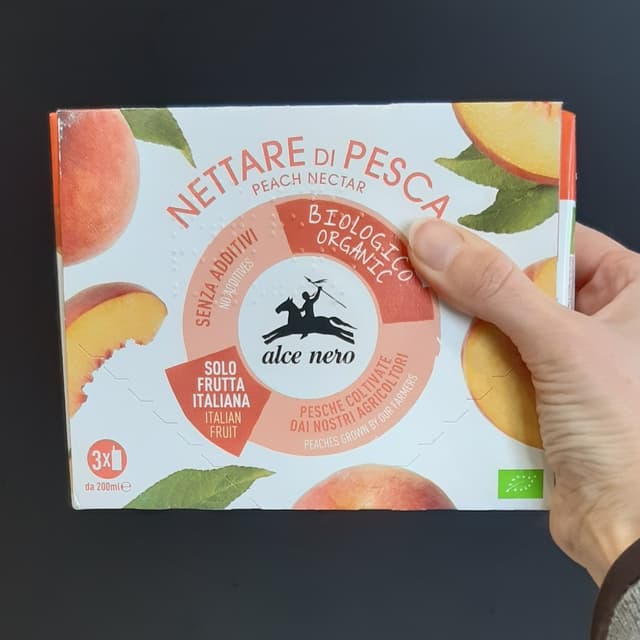 NETTARE DI PESCA
PEACH NECTAR
BIOLOGICO
ORGANIC
SENZA ADDITIVI
NO ADDITIVES
alce nero
SOLO
FRUTTA
ITALIANA
ITALIAN
FRUIT
PESCHE COLTIVATE
DAI NOSTRI AGRICOLTORI
PEACHES GROWN BY OUR FARMERS
3x
da 200ml e